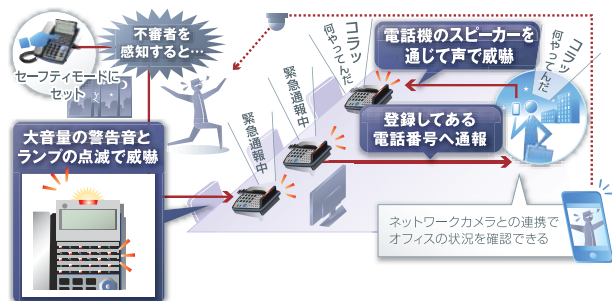 不審者を
感知すると…
セーフティモードに
セット
大音量の警告音と
ランプの点滅で威嚇
緊急通報中
緊急通報中
コラッ
何やってんだ
電話機のスピーカーを
通じて声で威嚇
登録してある
電話番号へ通報
コラッ
何やってんだ
ネットワークカメラとの連携で
オフィスの状況を確認できる